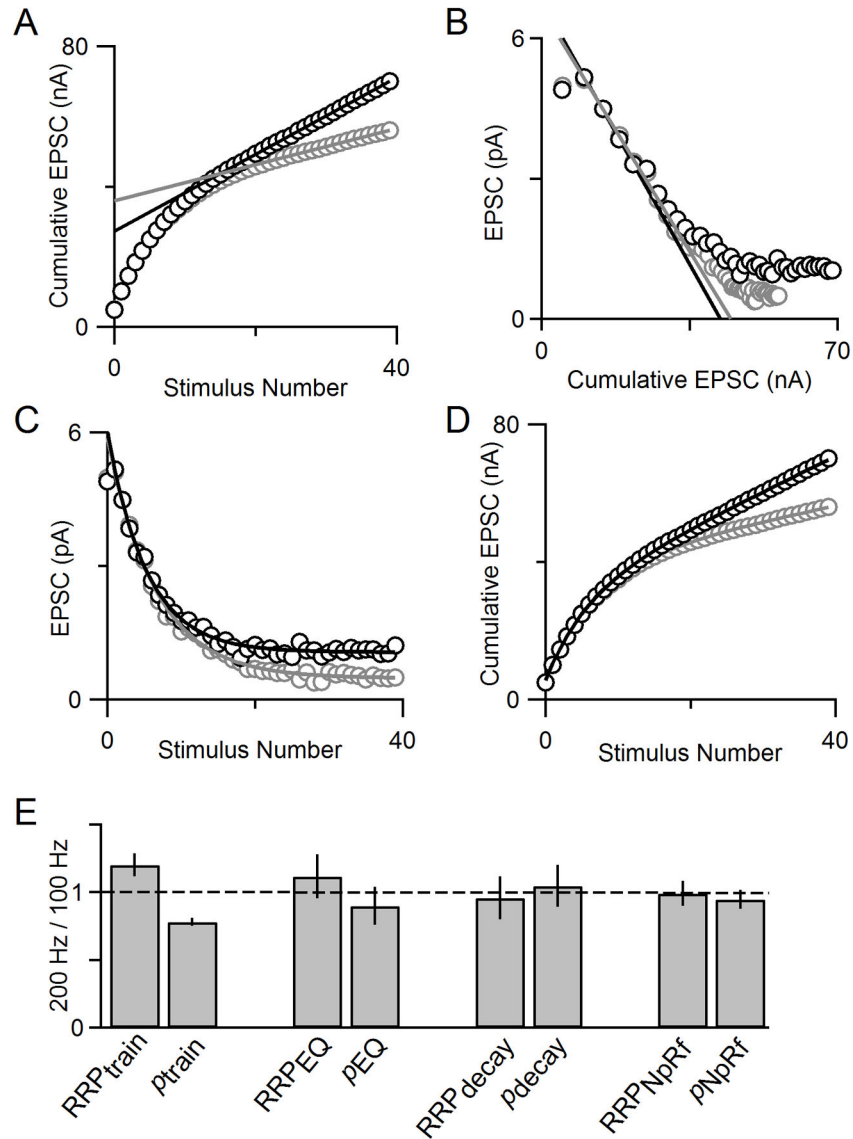 A
80
Cumulative EPSC (nA)
0
0
40
Stimulus Number
B
6
EPSC (pA)
0
0
70
Cumulative EPSC (nA)
C
6
EPSC (pA)
0
0
40
Stimulus Number
D
80
Cumulative EPSC (nA)
0
0
40
Stimulus Number
E
200 Hz / 100 Hz
1
0
RRPtrain
ptrain
RRPEQ
pEQ
RRPdecay
pdecay
RRPNpRf
pNpRf